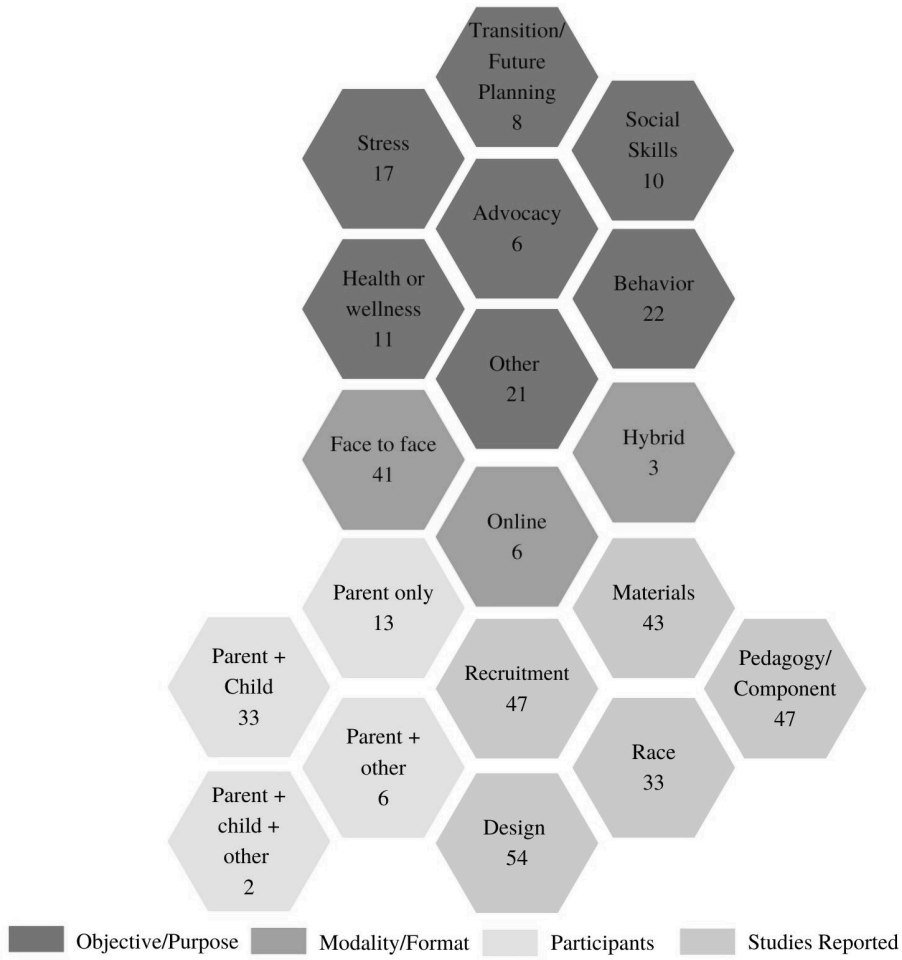 Transition/
Future
Planning
8
Social
Skills
10
Stress
17
Advocacy
6
Behavior
22
Health or
wellness
11
Other
21
Face to face
41
Hybrid
3
Online
6
Parent only
13
Materials
43
Parent +
Child
33
Recruitment
47
Pedagogy/
Component
47
Parent +
other
6
Race
33
Parent +
child +
other
2
Design
54
Objective/Purpose
Modality/Format
Participants
Studies Reported